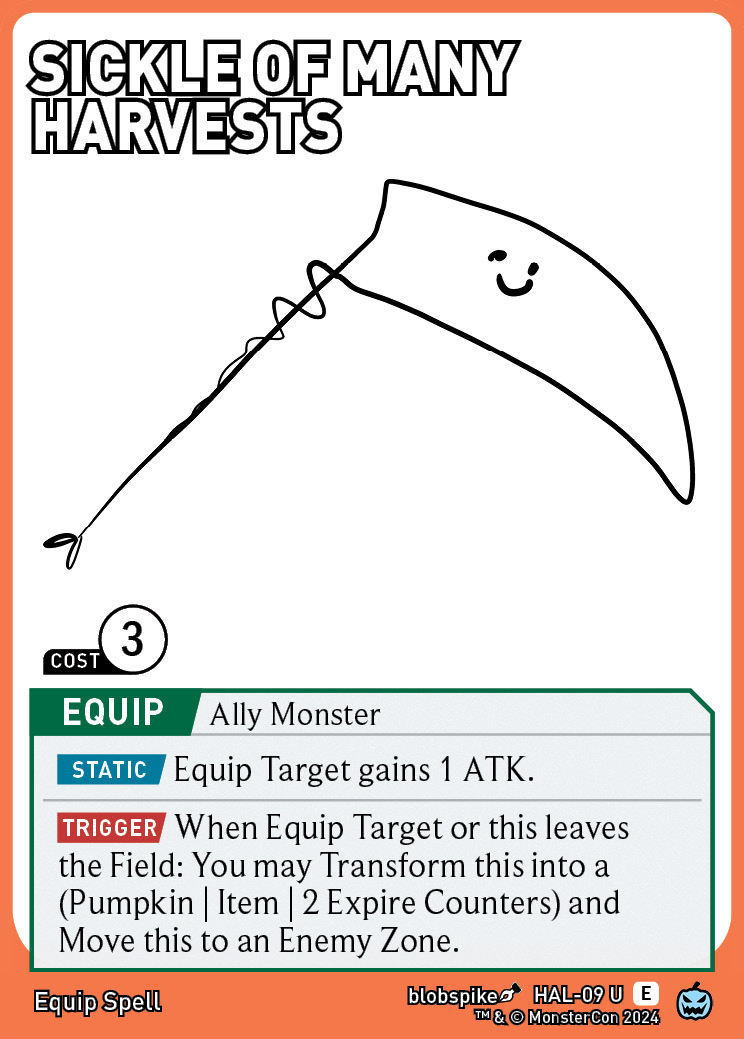 SICKLE OF MANY
HARVESTS
COST 3
EQUIP Ally Monster
STATIC Equip Target gains 1 ATK.
TRIGGER When Equip Target or this leaves
the Field: You may Transform this into a
(Pumpkin | Item | 2 Expire Counters) and
Move this to an Enemy Zone.
Equip Spell
blobspike HAL-09 U E
™ & © MonsterCon 2024